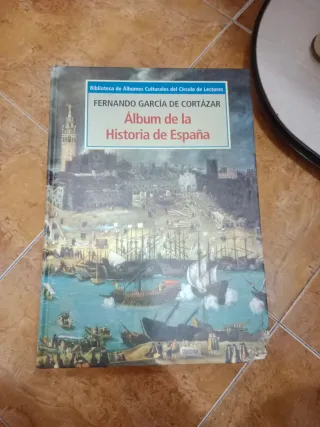 Biblioteca de Álbumes Culturales del Círculo de Lectores
FERNANDO GARCÍA DE CORTÁZAR
Álbum de la
Historia de España